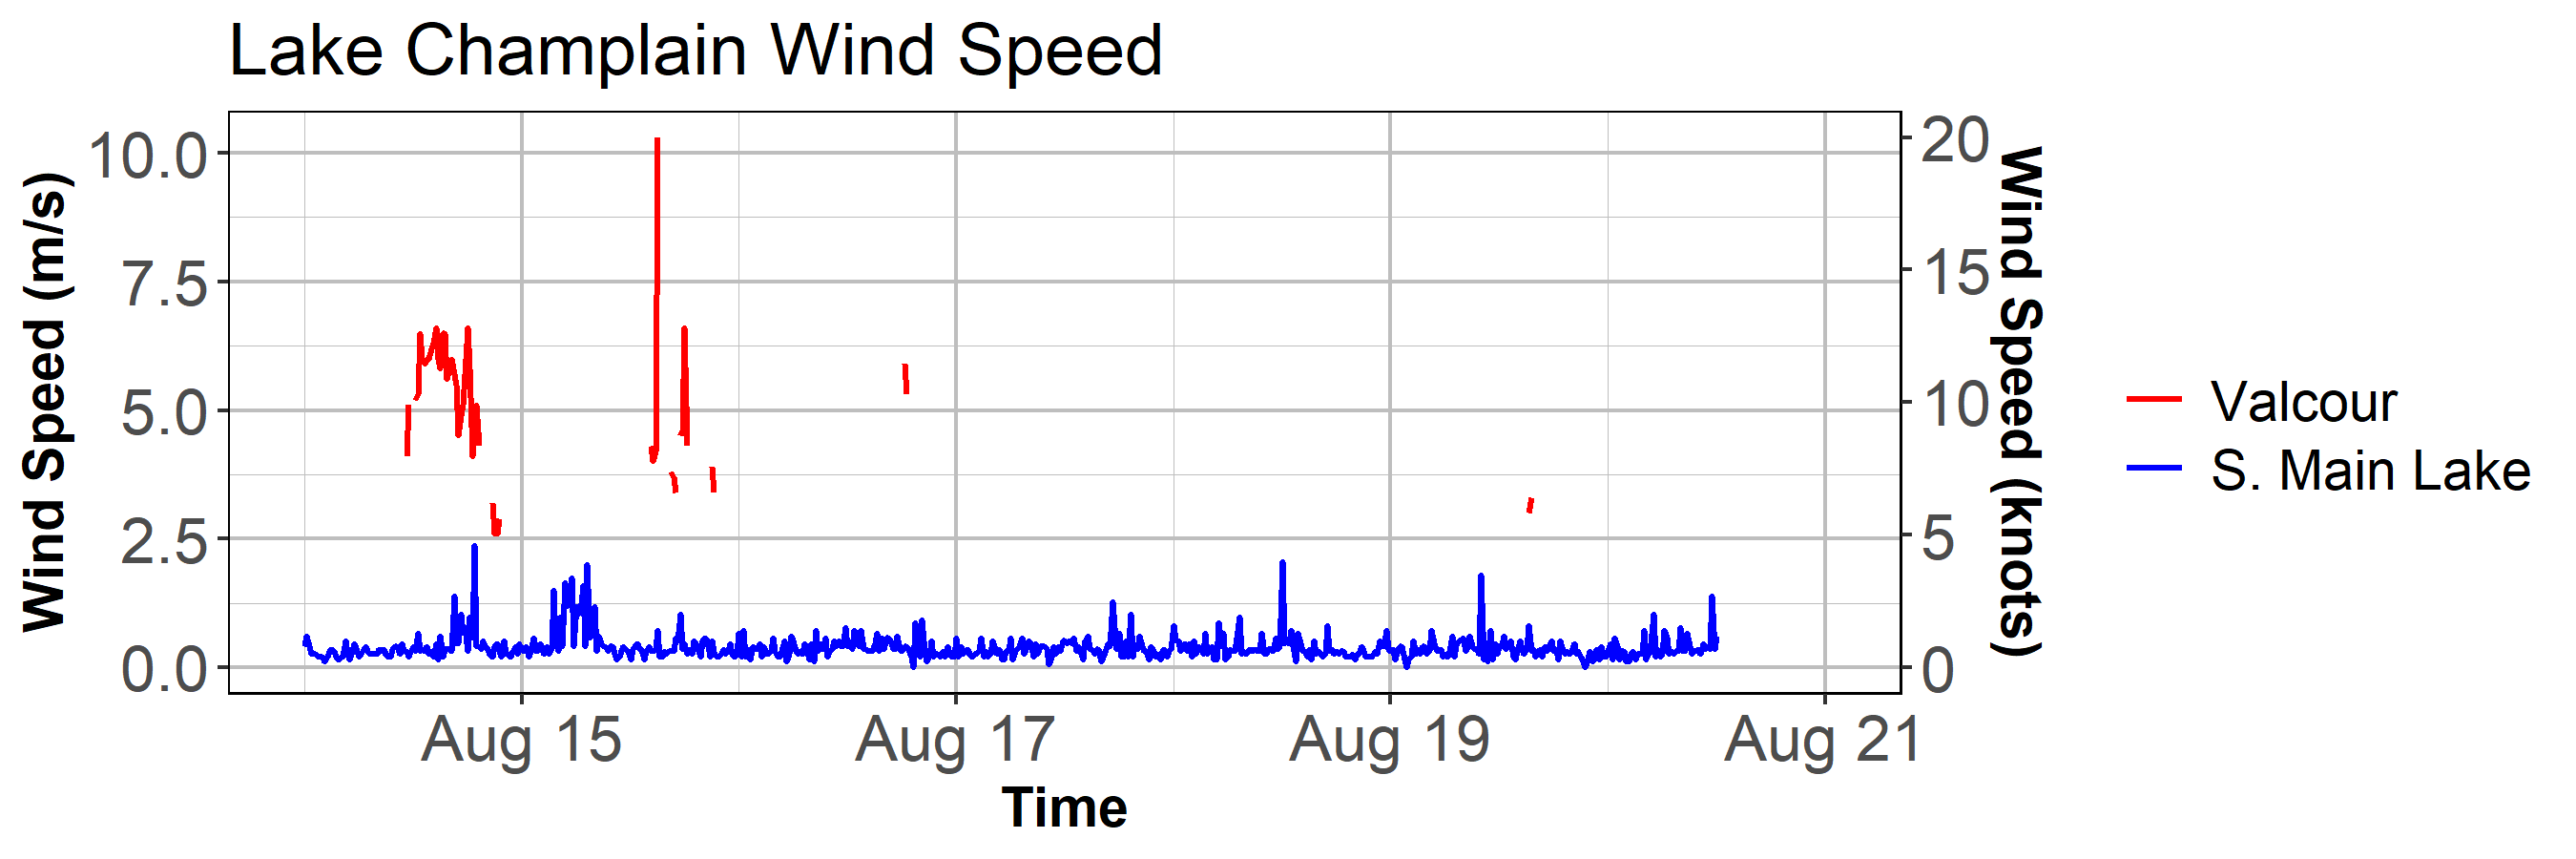 Lake Champlain Wind Speed
Wind Speed (m/s)
10.0
7.5
5.0
2.5
0.0
20
15
10
5
0
Wind Speed (knots)
Aug 15
Aug 17
Aug 19
Aug 21
Time
Valcour
S. Main Lake